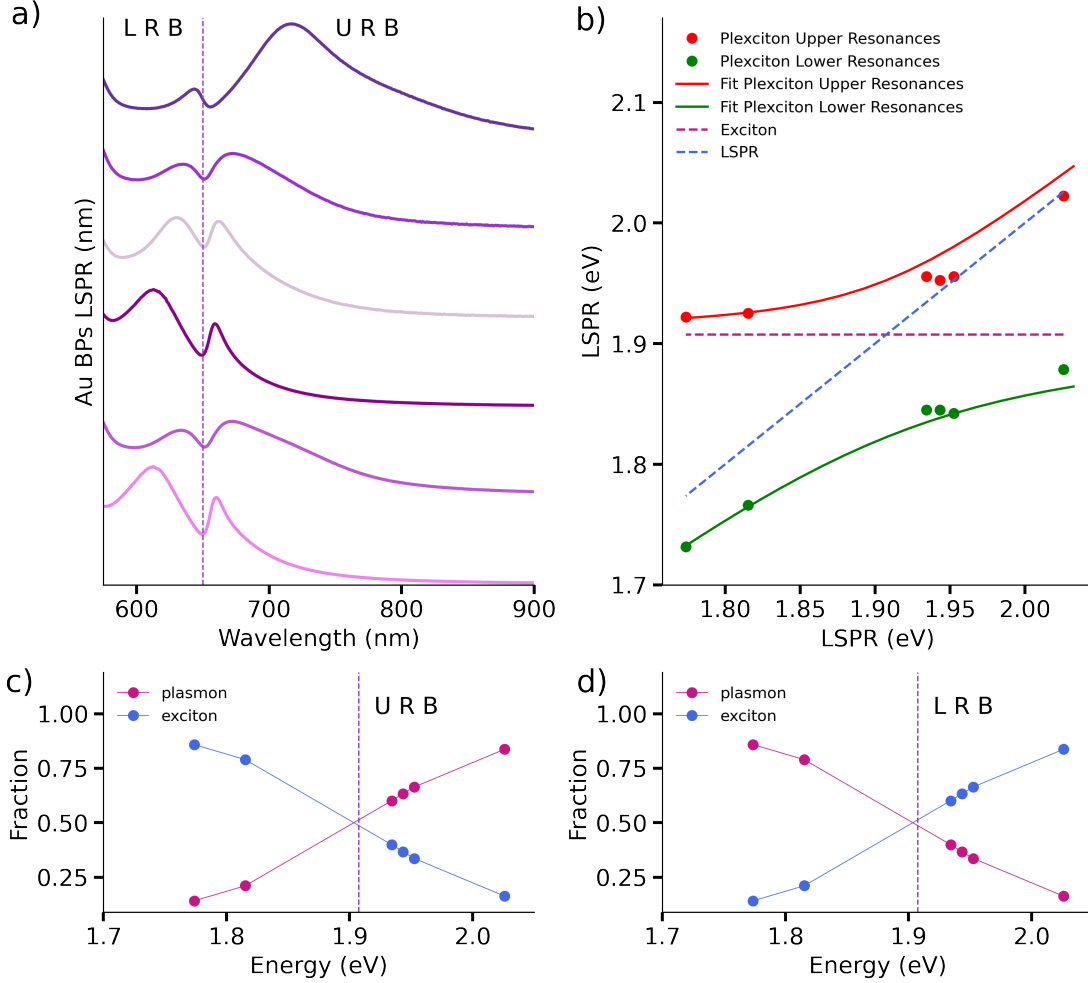 a)
L R B
U R B
Au BPs LSPR (nm)
600
700
800
900
Wavelength (nm)
b)
Plexciton Upper Resonances
Plexciton Lower Resonances
Fit Plexciton Upper Resonances
Fit Plexciton Lower Resonances
Exciton
LSPR
2.1
2.0
1.9
1.8
1.7
LSPR (eV)
1.80
1.85
1.90
1.95
2.00
LSPR (eV)
c)
plasmon
exciton
U R B
1.00
0.75
0.50
0.25
Fraction
1.7
1.8
1.9
2.0
Energy (eV)
d)
plasmon
exciton
L R B
1.00
0.75
0.50
0.25
Fraction
1.7
1.8
1.9
2.0
Energy (eV)